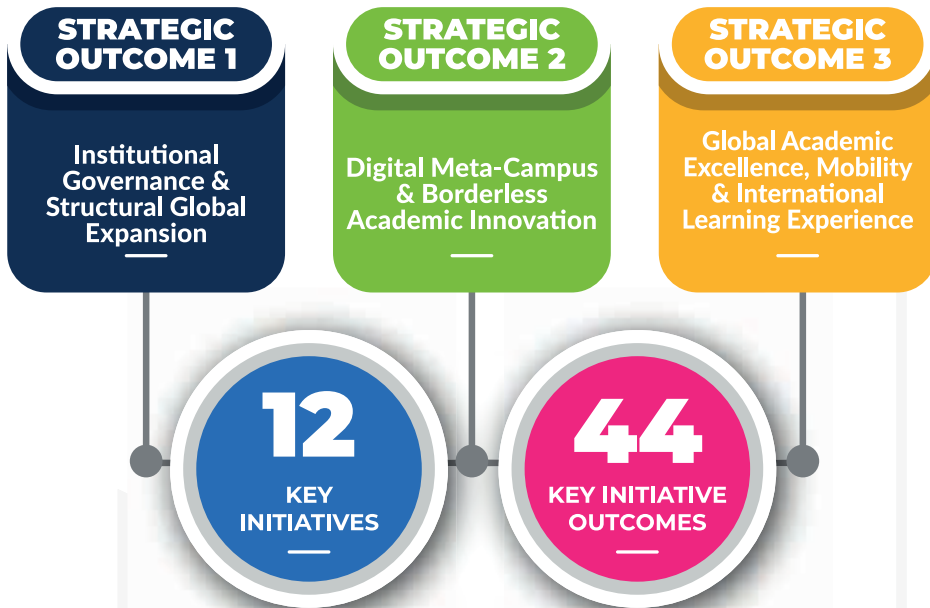 STRATEGIC
OUTCOME 1
Institutional
Governance &
Structural Global
Expansion
STRATEGIC
OUTCOME 2
Digital Meta-Campus
& Borderless
Academic Innovation
STRATEGIC
OUTCOME 3
Global Academic
Excellence, Mobility
& International
Learning Experience
12
KEY
INITIATIVES
44
KEY INITIATIVE
OUTCOMES